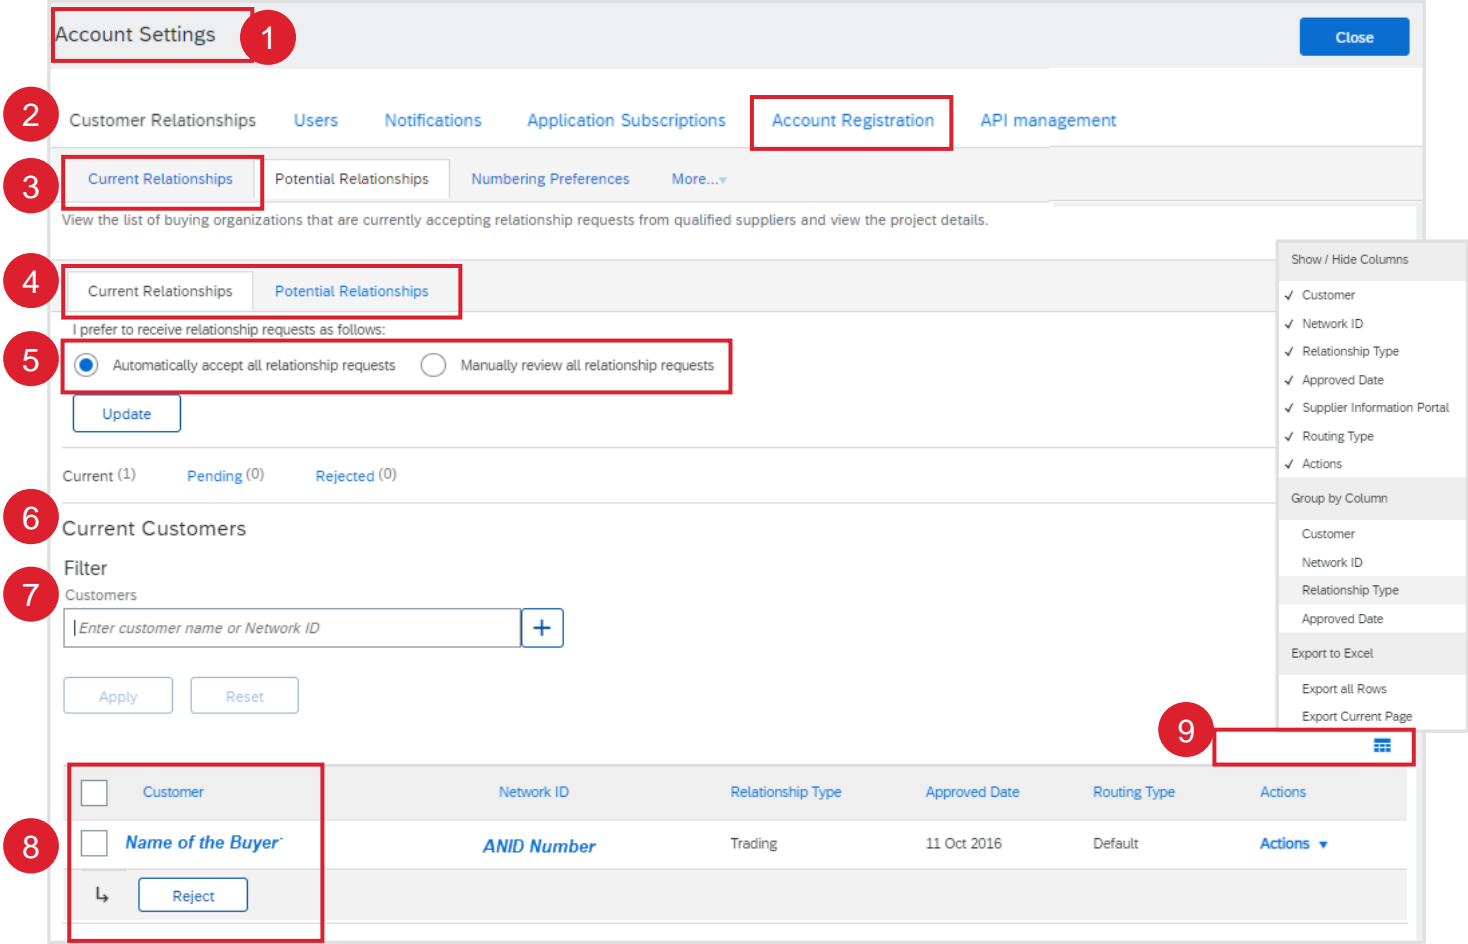 Account Settings
1
Close
2
Customer Relationships Users Notifications Application Subscriptions Account Registration API management
3
Current Relationships Potential Relationships Numbering Preferences More...
View the list of buying organizations that are currently accepting relationship requests from qualified suppliers and view the project details.
4
Current Relationships Potential Relationships
I prefer to receive relationship requests as follows:
5
Automatically accept all relationship requests Manually review all relationship requests
Update
Current (1) Pending (0) Rejected (0)
6
Current Customers
Filter
7
Customers
Enter customer name or Network ID
+
Apply Reset
Show / Hide Columns
✓ Customer
✓ Network ID
✓ Relationship Type
✓ Approved Date
✓ Supplier Information Portal
✓ Routing Type
✓ Actions
Group by Column
Customer
Network ID
Relationship Type
Approved Date
Export to Excel
Export all Rows
Export Current Page
9
Customer Network ID Relationship Type Approved Date Routing Type Actions
8
Name of the Buyer ANID Number Trading 11 Oct 2016 Default Actions
Reject